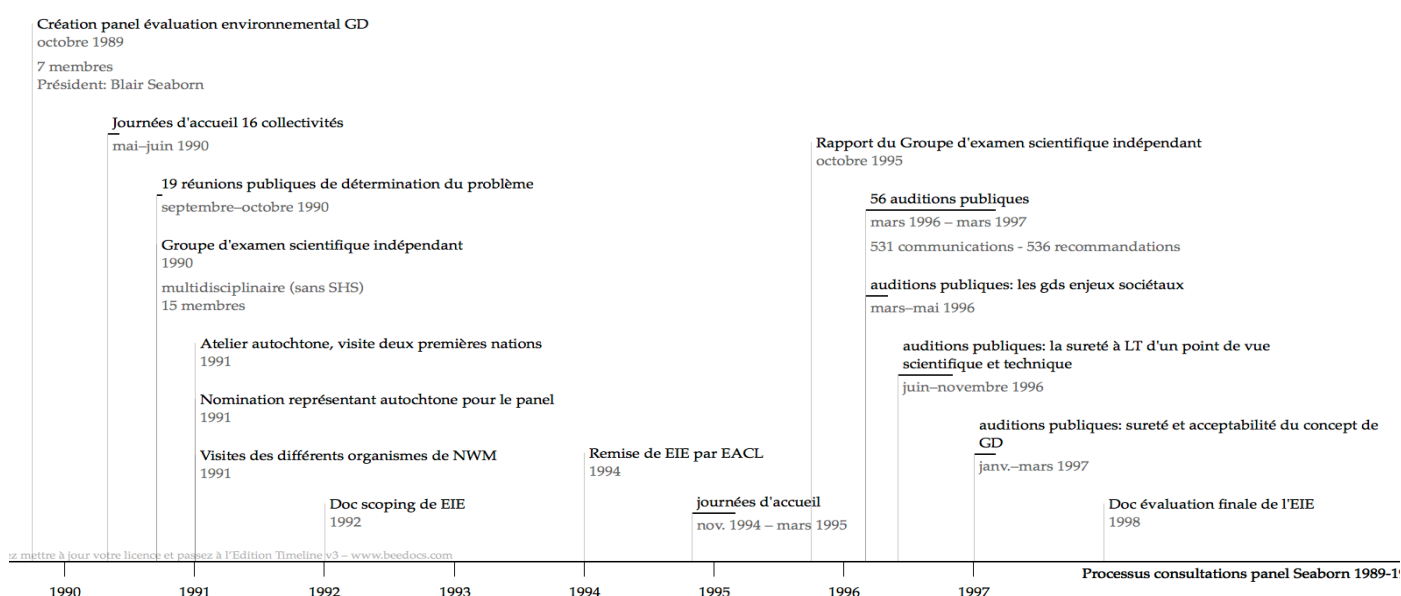 Création panel évaluation environnemental GD
octobre 1989
7 membres
Président: Blair Seaborn
Journées d'accueil 16 collectivités
mai–juin 1990
19 réunions publiques de détermination du problème
septembre–octobre 1990
Groupe d'examen scientifique indépendant
1990
multidisciplinaire (sans SHS)
15 membres
Atelier autochtone, visite deux premières nations
1991
Nomination représentant autochtone pour le panel
1991
Visites des différents organismes de NWM
1991
Doc scoping de EIE
1992
Remise de EIE par EACL
1994
journées d'accueil
nov. 1994 – mars 1995
Rapport du Groupe d'examen scientifique indépendant
octobre 1995
56 auditions publiques
mars 1996 – mars 1997
531 communications - 536 recommandations
auditions publiques: les gds enjeux sociétaux
mars–mai 1996
auditions publiques: la sureté à LT d'un point de vue
scientifique et technique
juin–novembre 1996
auditions publiques: sureté et acceptabilité du concept de
GD
janv.–mars 1997
Doc évaluation finale de l'EIE
1998
ez mettre à jour votre licence et passez à l'Edition Timeline v3 – www.beedocs.com
Processus consultations panel Seaborn 1989-19
1990 1991 1992 1993 1994 1995 1996 1997